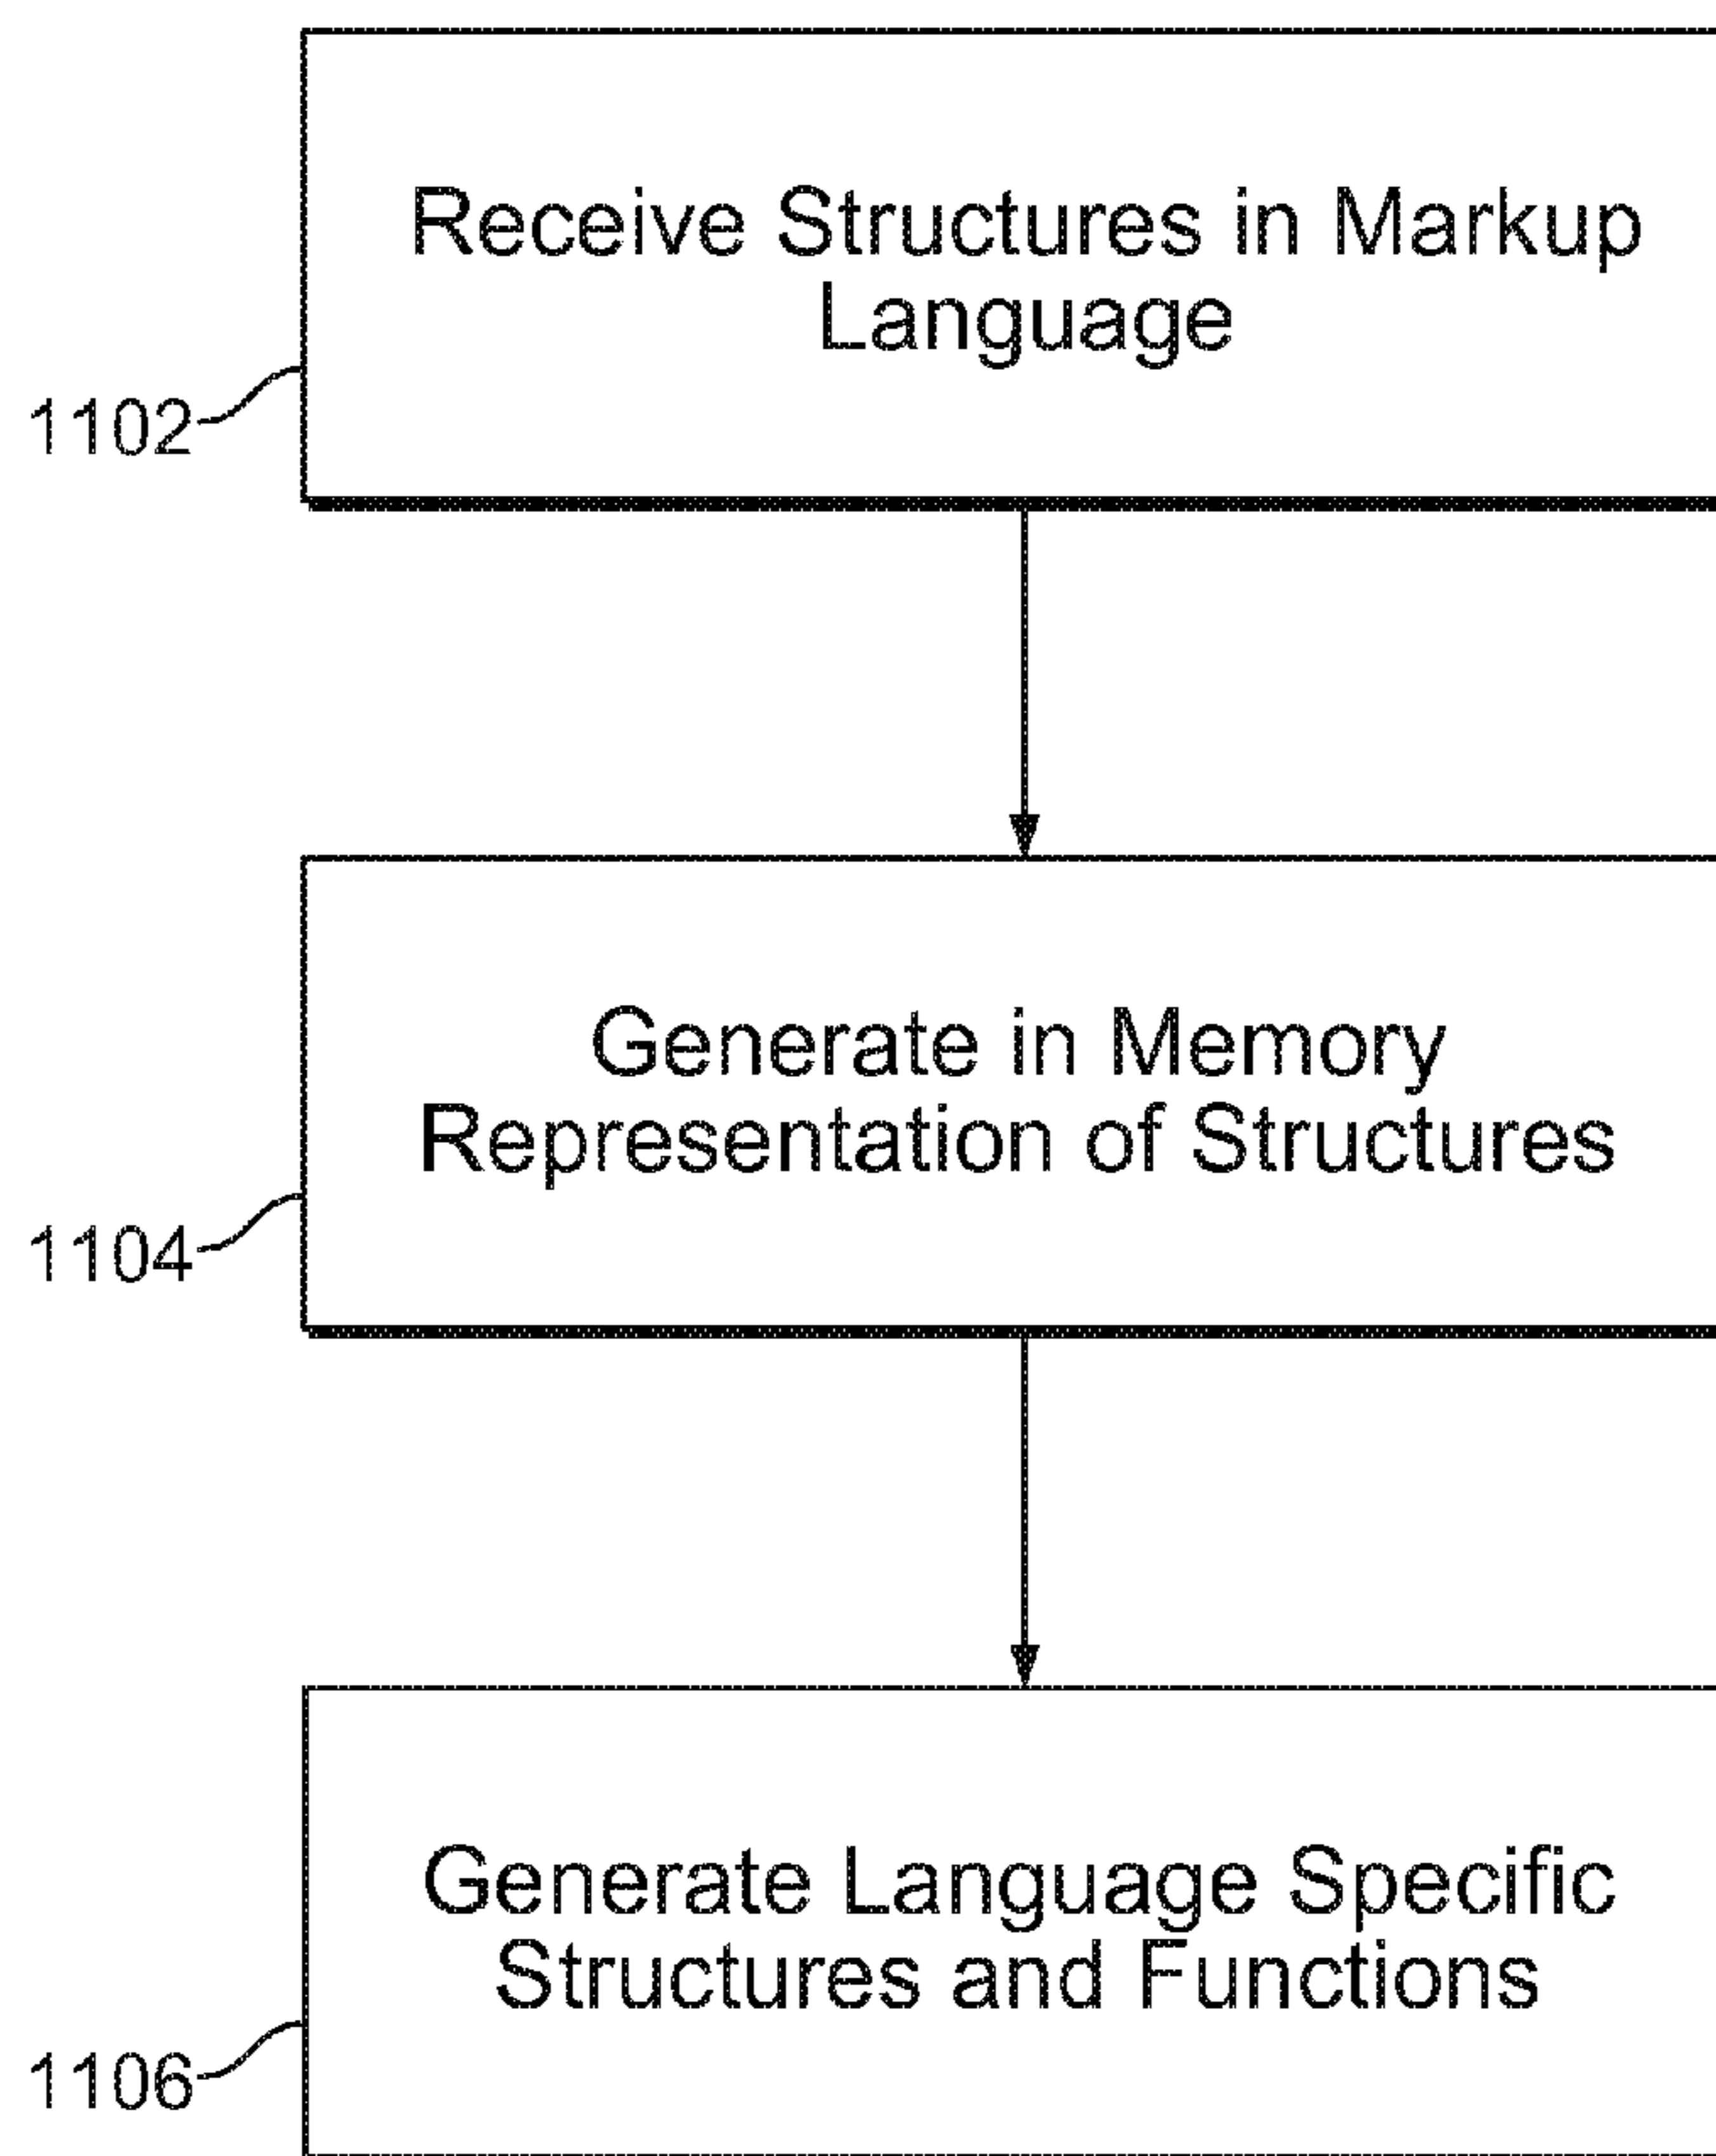 Receive Structures in Markup
Language
1102
Generate in Memory
Representation of Structures
1104
Generate Language Specific
Structures and Functions
1106